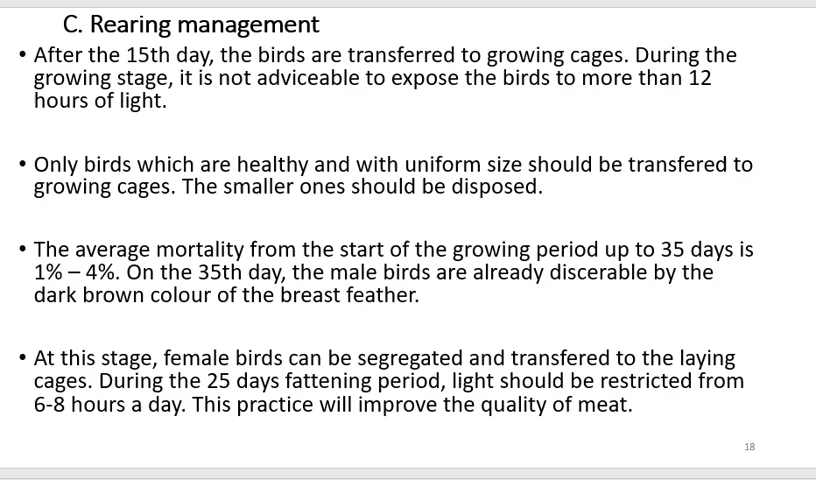 C. Rearing management
• After the 15th day, the birds are transferred to growing cages. During the
growing stage, it is not adviceable to expose the birds to more than 12
hours of light.
• Only birds which are healthy and with uniform size should be transfered to
growing cages. The smaller ones should be disposed.
• The average mortality from the start of the growing period up to 35 days is
1% – 4%. On the 35th day, the male birds are already discerable by the
dark brown colour of the breast feather.
• At this stage, female birds can be segregated and transfered to the laying
cages. During the 25 days fattening period, light should be restricted from
6-8 hours a day. This practice will improve the quality of meat.
18